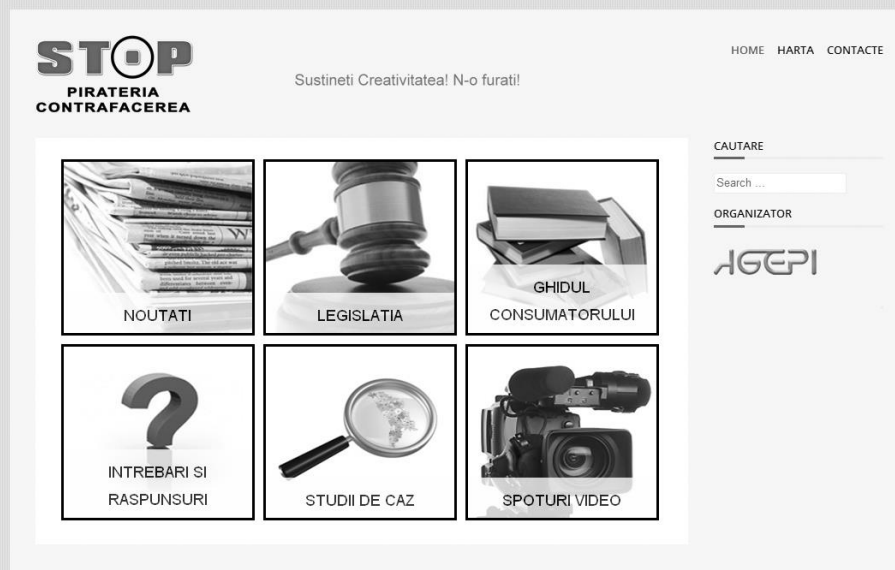 STOP
PIRATERIA
CONTRAFACEREA
Sustineti Creativitatea! N-o furati!
HOME HARTA CONTACTE
NOUTATI
LEGISLATIA
GHIDUL
CONSUMATORULUI
INTREBARI SI
RASPUNSURI
STUDII DE CAZ
SPOTURI VIDEO
CAUTARE
Search ...
ORGANIZATOR
AGEPI